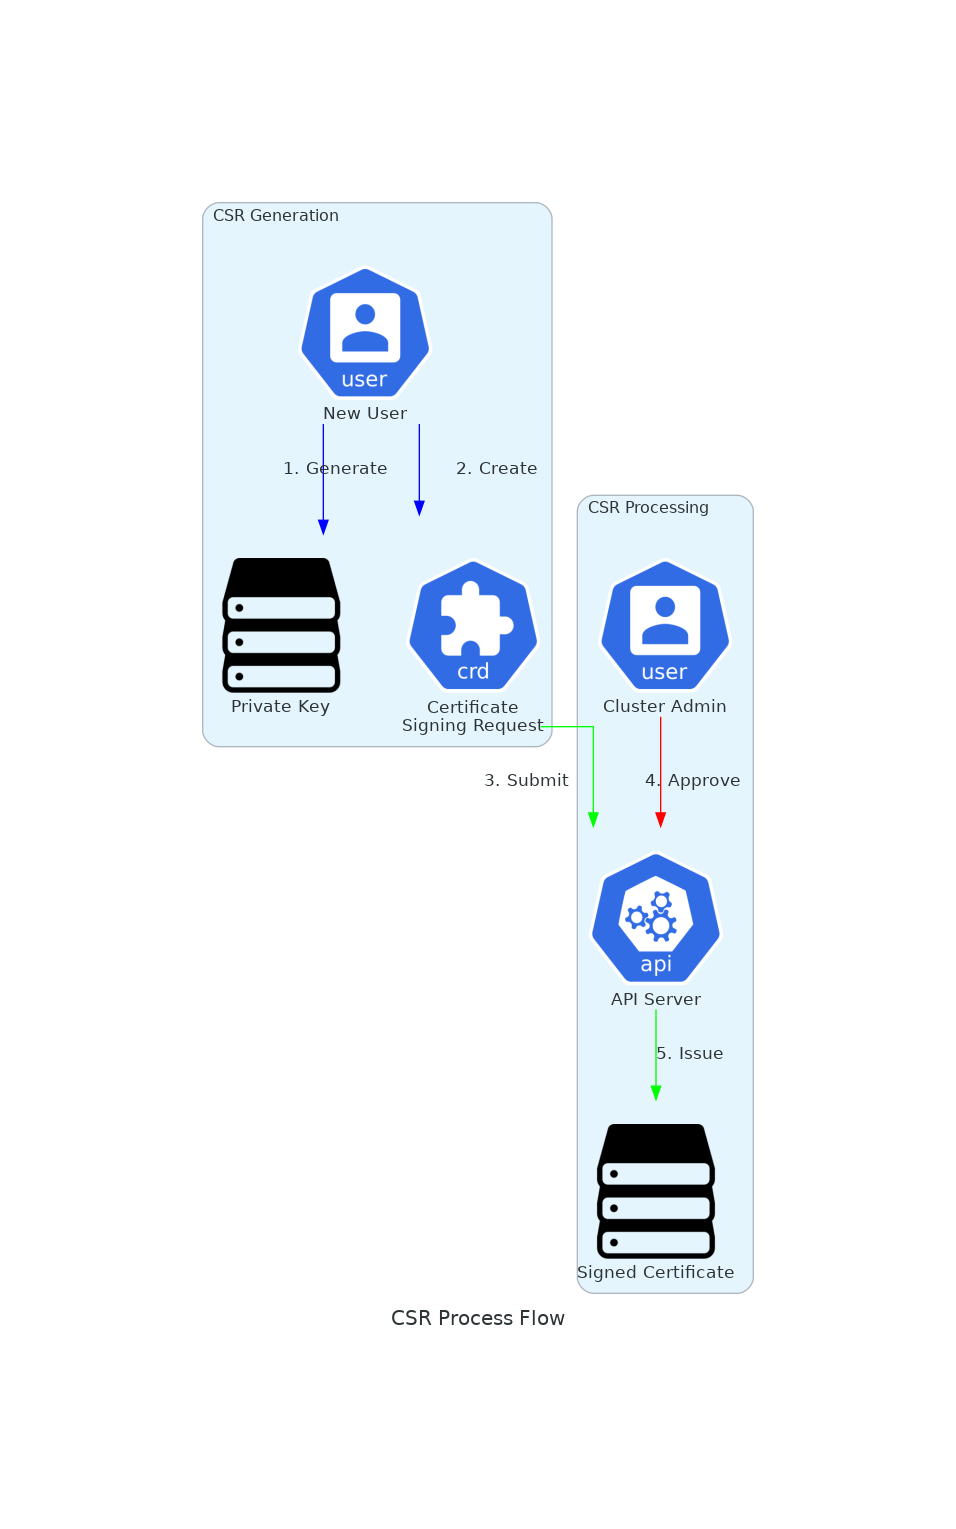 CSR Generation
user
New User
1. Generate
2. Create
Private Key
crd
Certificate
Signing Request
CSR Processing
user
Cluster Admin
3. Submit
4. Approve
api
API Server
5. Issue
Signed Certificate
CSR Process Flow